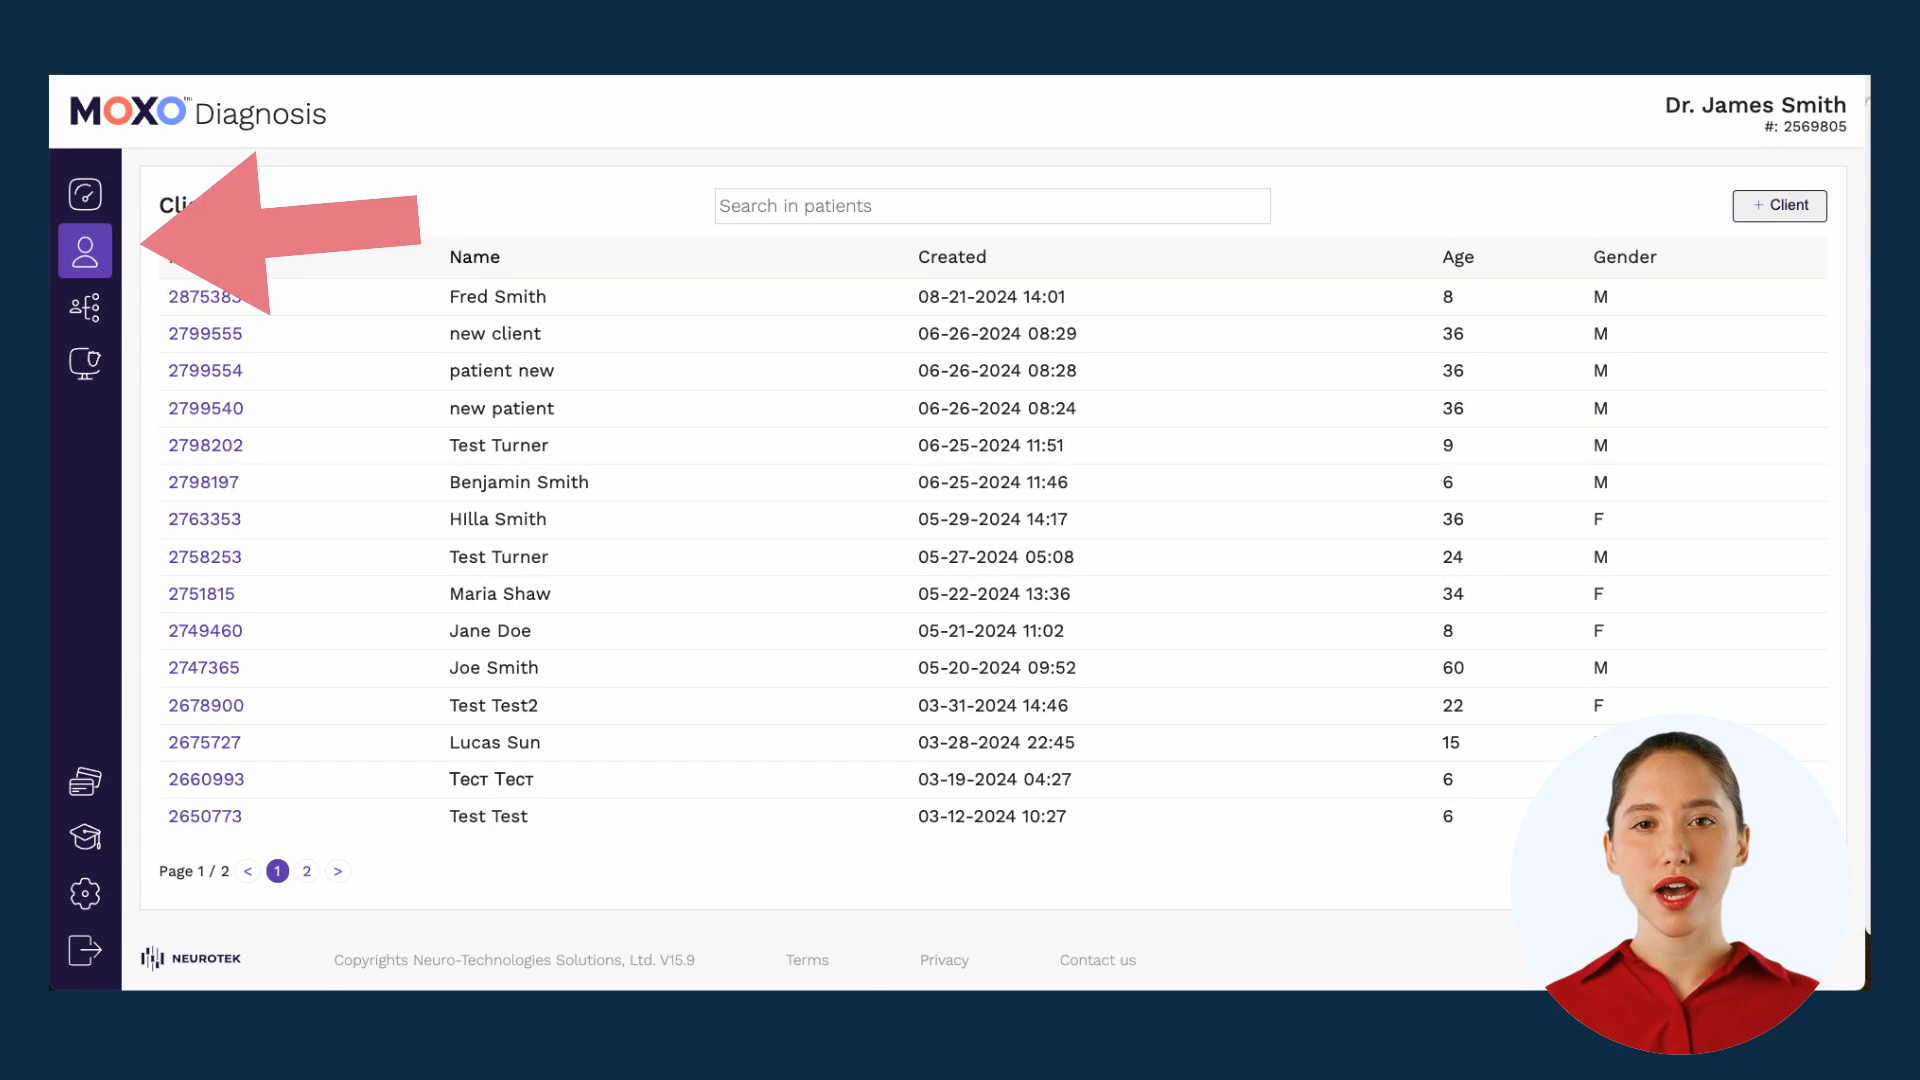 MOXO™ Diagnosis
Dr. James Smith
#: 2569805
Search in patients
+ Client
Name Created Age Gender
Fred Smith 08-21-2024 14:01 8 M
2799555 new client 06-26-2024 08:29 36 M
2799554 patient new 06-26-2024 08:28 36 M
2799540 new patient 06-26-2024 08:24 36 M
2798202 Test Turner 06-25-2024 11:51 9 M
2798197 Benjamin Smith 06-25-2024 11:46 6 M
2763353 HIlla Smith 05-29-2024 14:17 36 F
2758253 Test Turner 05-27-2024 05:08 24 M
2751815 Maria Shaw 05-22-2024 13:36 34 F
2749460 Jane Doe 05-21-2024 11:02 8 F
2747365 Joe Smith 05-20-2024 09:52 60 M
2678900 Test Test2 03-31-2024 14:46 22 F
2675727 Lucas Sun 03-28-2024 22:45 15
2660993 Тест Тест 03-19-2024 04:27 6
2650773 Test Test 03-12-2024 10:27 6
Page 1 / 2 < 1 2 >
NEUROTEK Copyrights Neuro-Technologies Solutions, Ltd. V15.9 Terms Privacy Contact us